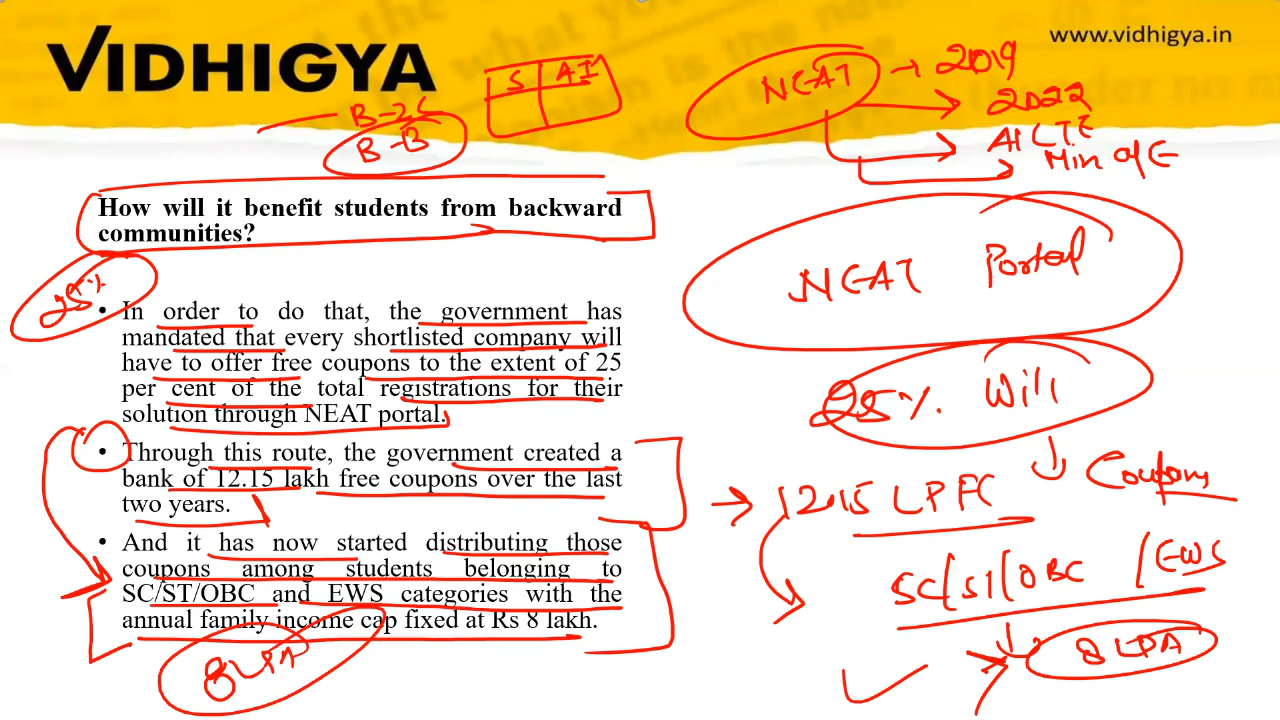 VIDHIGYA
www.vidhigya.in
S AI
B-2C
B-B
NEAT → 2019
2022
AICTE
Min of E
How will it benefit students from backward
communities?
25%
• In order to do that, the government has
mandated that every shortlisted company will
have to offer free coupons to the extent of 25
per cent of the total registrations for their
solution through NEAT portal.
• Through this route, the government created a
bank of 12.15 lakh free coupons over the last
two years.
• And it has now started distributing those
coupons among students belonging to
SC/ST/OBC and EWS categories with the
annual family income cap fixed at Rs 8 lakh.
8 LPA
NEAT Portal
25% Will
Coupons
→ 12.15 L
SC/ST/OBC/EWS
8 LPA